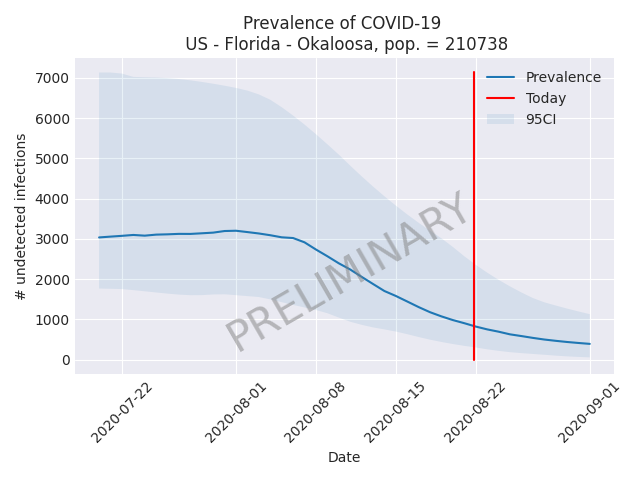 Prevalence of COVID-19
US - Florida - Okaloosa, pop. = 210738
# undetected infections
7000
6000
5000
4000
3000
2000
1000
0
Prevalence
Today
95CI
PRELIMINARY
2020-07-22
2020-08-01
2020-08-08
2020-08-15
2020-08-22
2020-09-01
Date